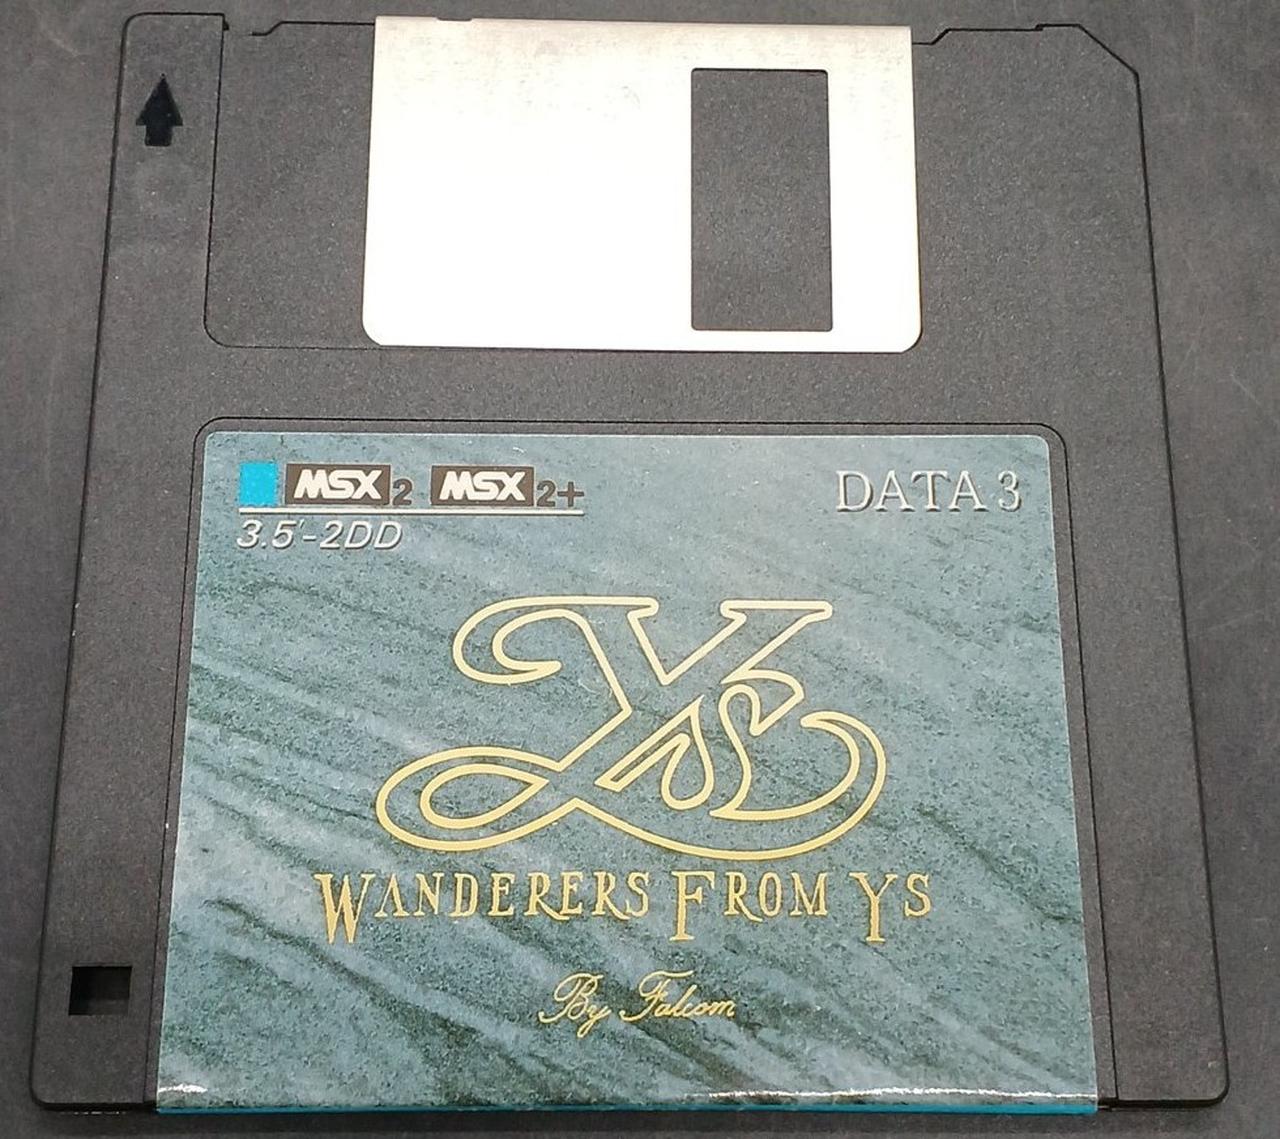 MSX2 MSX2+
3.5'-2DD
DATA 3
Ys
WANDERERS FROM YS
By Falcom